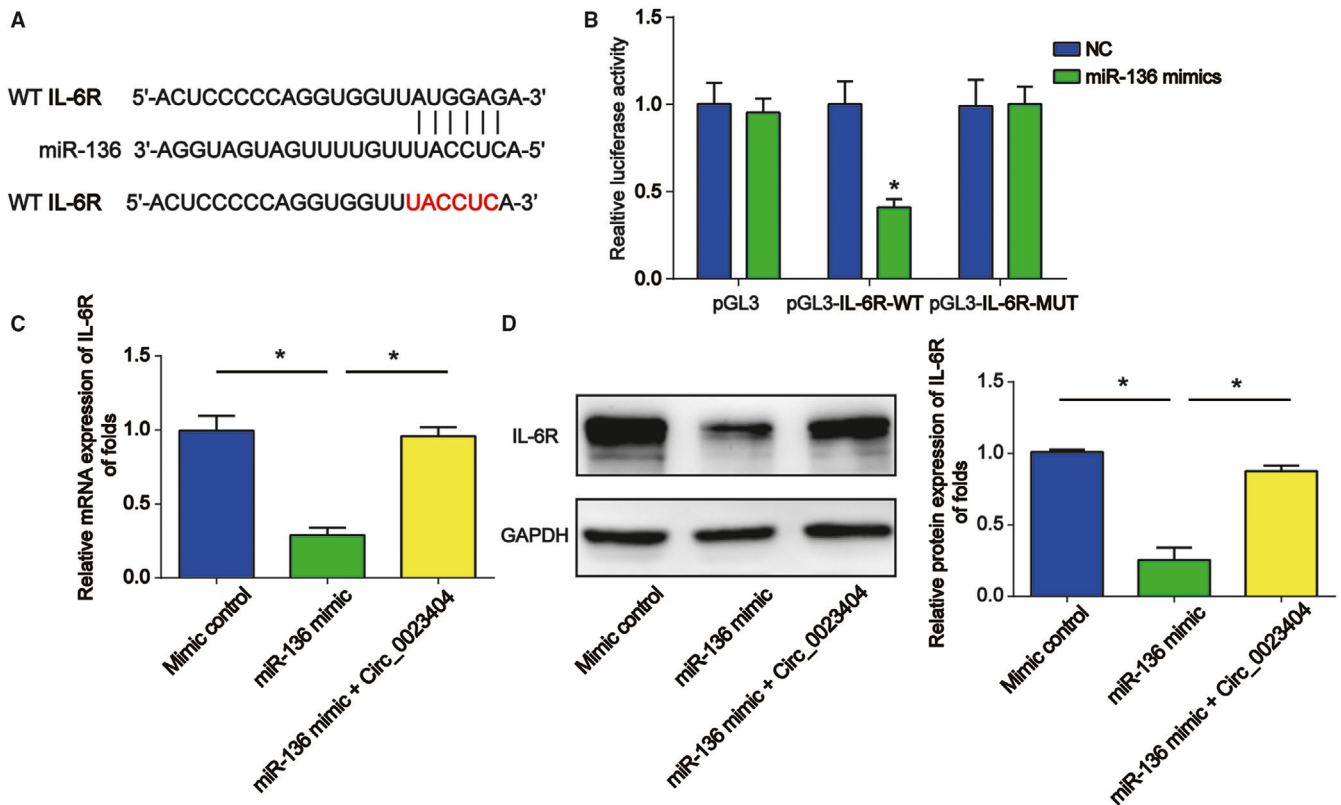 A
WT IL-6R 5'-ACUCCCCCAGGUGGUUAUGGAGA-3'
miR-136 3'-AGGUAGUAGUUUUGUUUACCUCA-5'
WT IL-6R 5'-ACUCCCCCAGGUGGUUUACCUCA-3'
B
Realtive luciferase activity
1.5
1.0
0.5
0.0
*
NC
miR-136 mimics
pGL3 pGL3-IL-6R-WT pGL3-IL-6R-MUT
C
Relative mRNA expression of IL-6R
of folds
1.5
1.0
0.5
0.0
* *
Mimic control
miR-136 mimic
miR-136 mimic + Circ_0023404
D
IL-6R
GAPDH
Mimic control
miR-136 mimic
miR-136 mimic + Circ_0023404
Relative protein expression of IL-6R
of folds
1.5
1.0
0.5
0.0
* *
Mimic control
miR-136 mimic
miR-136 mimic + Circ_0023404